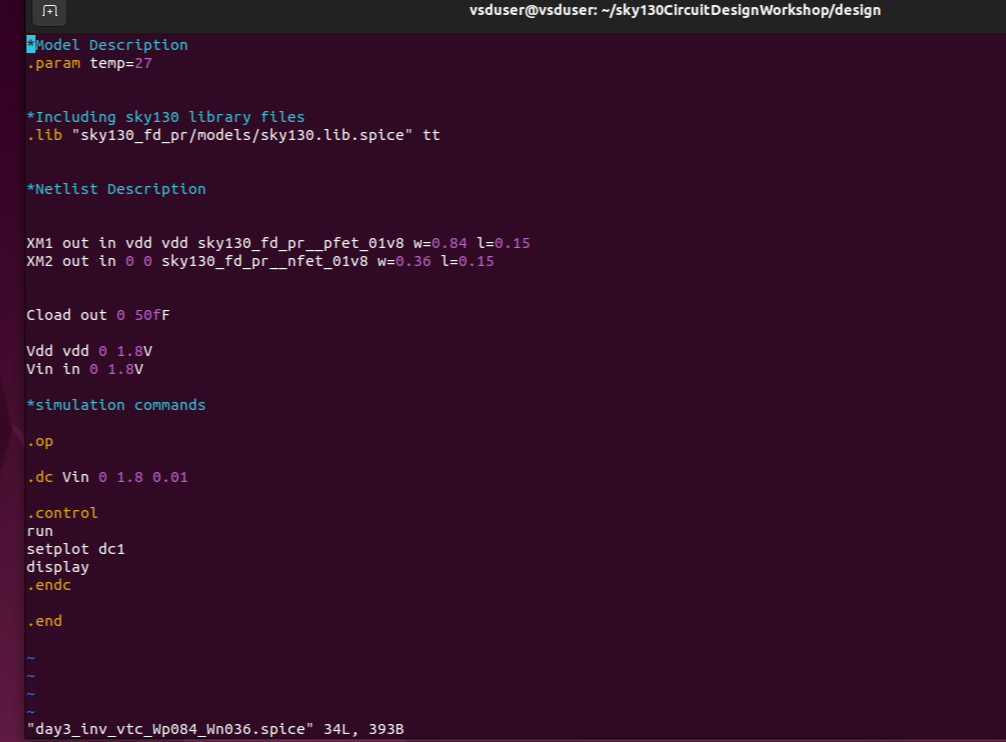 vsduser@vsduser: ~/sky130CircuitDesignWorkshop/design
*Model Description
.param temp=27
*Including sky130 library files
.lib "sky130_fd_pr/models/sky130.lib.spice" tt
*Netlist Description
XM1 out in vdd vdd sky130_fd_pr__pfet_01v8 w=0.84 l=0.15
XM2 out in 0 0 sky130_fd_pr__nfet_01v8 w=0.36 l=0.15
Cload out 0 50fF
Vdd vdd 0 1.8V
Vin in 0 1.8V
*simulation commands
.op
.dc Vin 0 1.8 0.01
.control
run
setplot dc1
display
.endc
.end
~
~
~
~
"day3_inv_vtc_Wp084_Wn036.spice" 34L, 393B